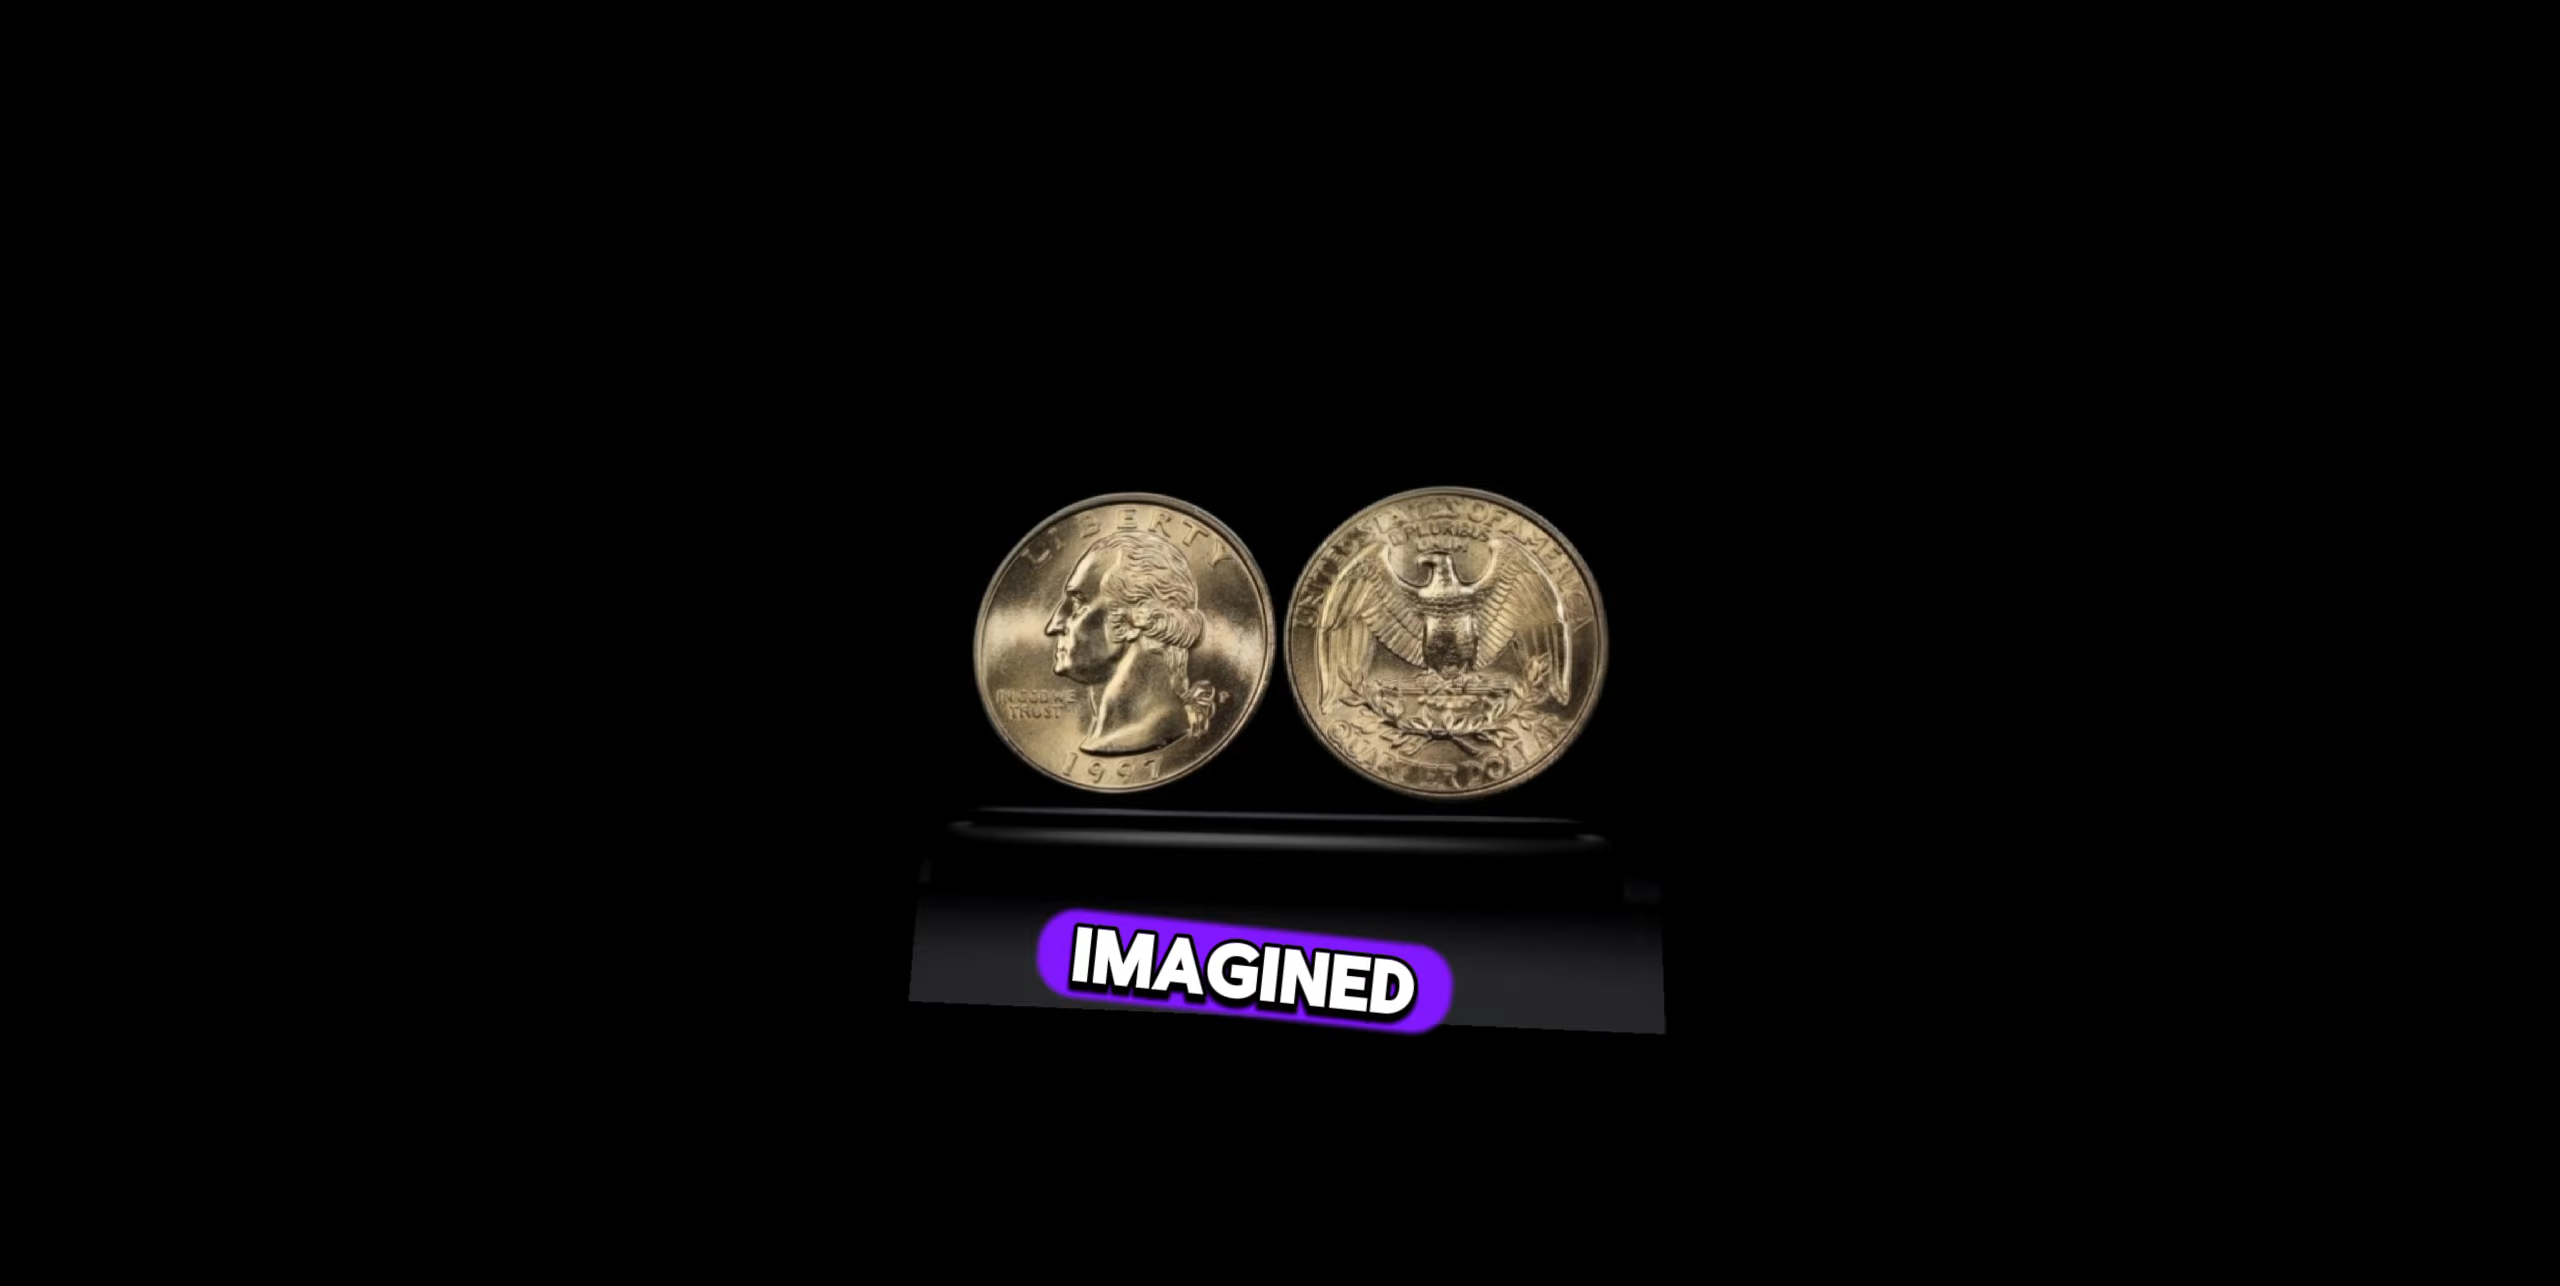 LIBERTY
IN GOD WE
TRUST
P
1997
UNITED STATES OF AMERICA
E PLURIBUS
UNUM
QUARTER DOLLAR
IMAGINED